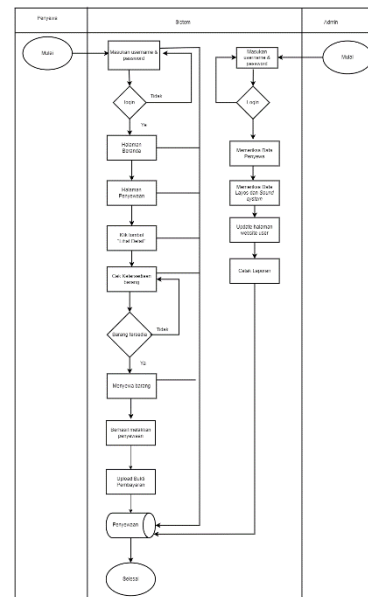 Penyewa
Sistem
Admin
Mulai
Masukan username &
password
Tidak
login
Ya
Halaman
Beranda
Halaman
Penyewaan
Klik tombol
"Lihat Detail"
Cek Ketersediaan
barang
Tidak
barang tersedia
Ya
Menyewa barang
Berhasil melakukan
penyewaan
Upload Bukti
Pembayaran
Penyewaan
Selesai
Masukan
username &
password
Mulai
Login
Memeriksa Data
Penyewa
Memeriksa Data
Layos dan Sound
system
Update halaman
website user
Cetak Laporan